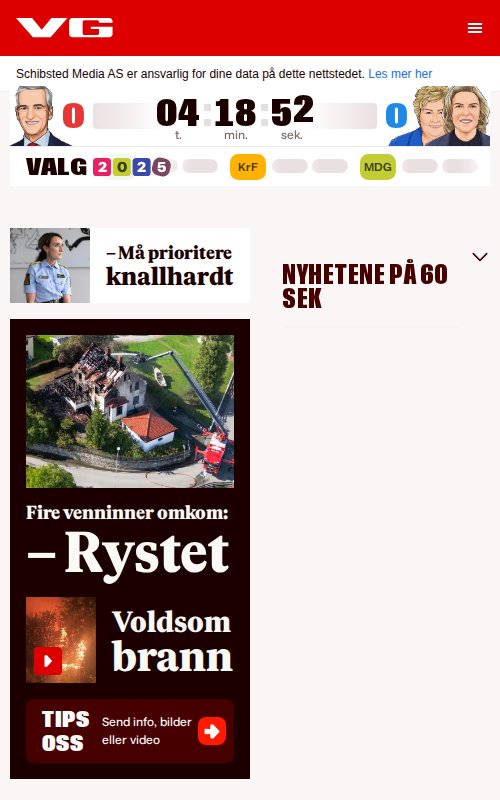 VG
Schibsted Media AS er ansvarlig for dine data på dette nettstedet. Les mer her
0
04:18:52
0
t. min. sek.
VALG 2025 KrF MDG
– Må prioritere
knallhardt
NYHETENE PÅ 60
SEK
Fire venninner omkom:
– Rystet
Voldsom
brann
TIPS
OSS
Send info, bilder
eller video